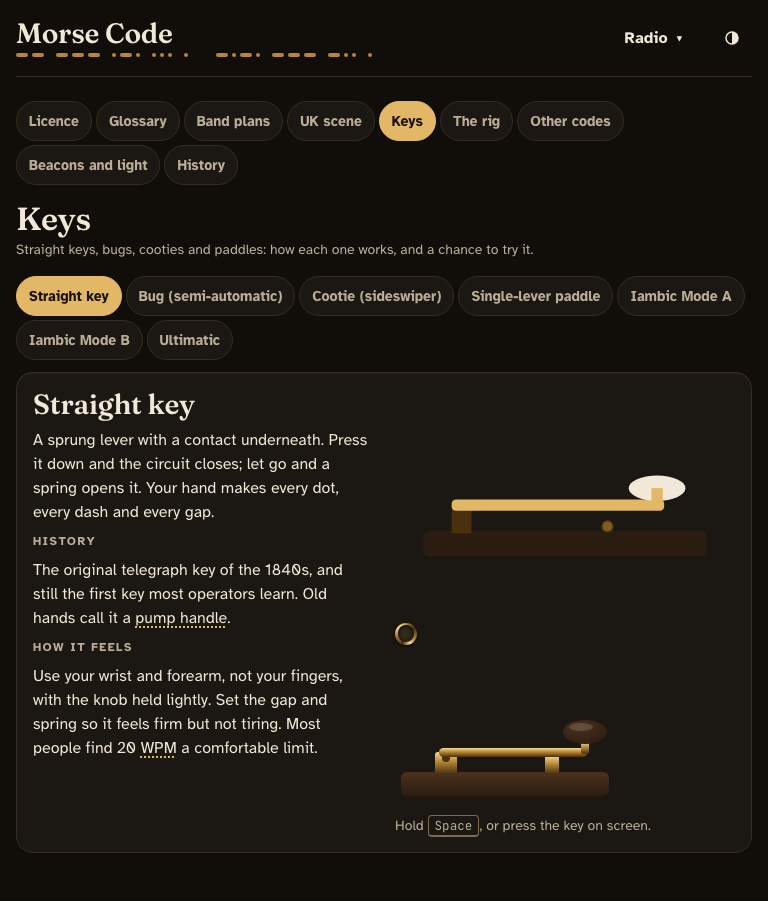 Morse Code
Radio ▾
Licence
Glossary
Band plans
UK scene
Keys
The rig
Other codes
Beacons and light
History
Keys
Straight keys, bugs, cooties and paddles: how each one works, and a chance to try it.
Straight key
Bug (semi-automatic)
Cootie (sideswiper)
Single-lever paddle
Iambic Mode A
Iambic Mode B
Ultimatic
Straight key
A sprung lever with a contact underneath. Press
it down and the circuit closes; let go and a
spring opens it. Your hand makes every dot,
every dash and every gap.
HISTORY
The original telegraph key of the 1840s, and
still the first key most operators learn. Old
hands call it a pump handle.
HOW IT FEELS
Use your wrist and forearm, not your fingers,
with the knob held lightly. Set the gap and
spring so it feels firm but not tiring. Most
people find 20 WPM a comfortable limit.
Hold Space, or press the key on screen.